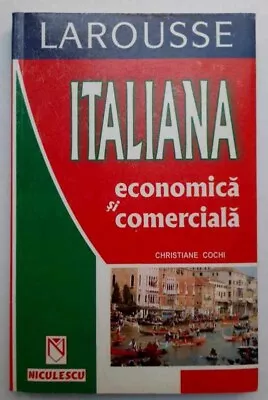 LAROUSSE
ITALIANA
economică
și comercială
CHRISTIANE COCHI
NICULESCU